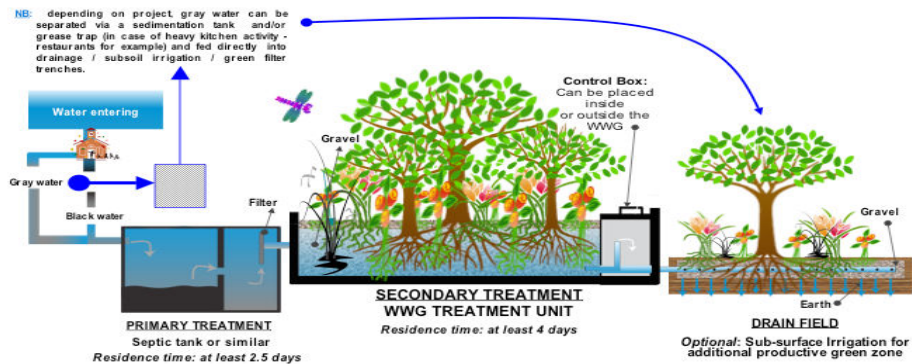 NB: depending on project, gray water can be
separated via a sedimentation tank and/or
grease trap (in case of heavy kitchen activity -
restaurants for example) and fed directly into
drainage / subsoil irrigation / green filter
trenches.
Water entering
Gray water
Black water
Filter
Gravel
Control Box:
Can be placed
inside
or outside the
WWG
Gravel
Earth
PRIMARY TREATMENT
Septic tank or similar
Residence time: at least 2.5 days
SECONDARY TREATMENT
WWG TREATMENT UNIT
Residence time: at least 4 days
DRAIN FIELD
Optional: Sub-surface Irrigation for
additional productive green zone